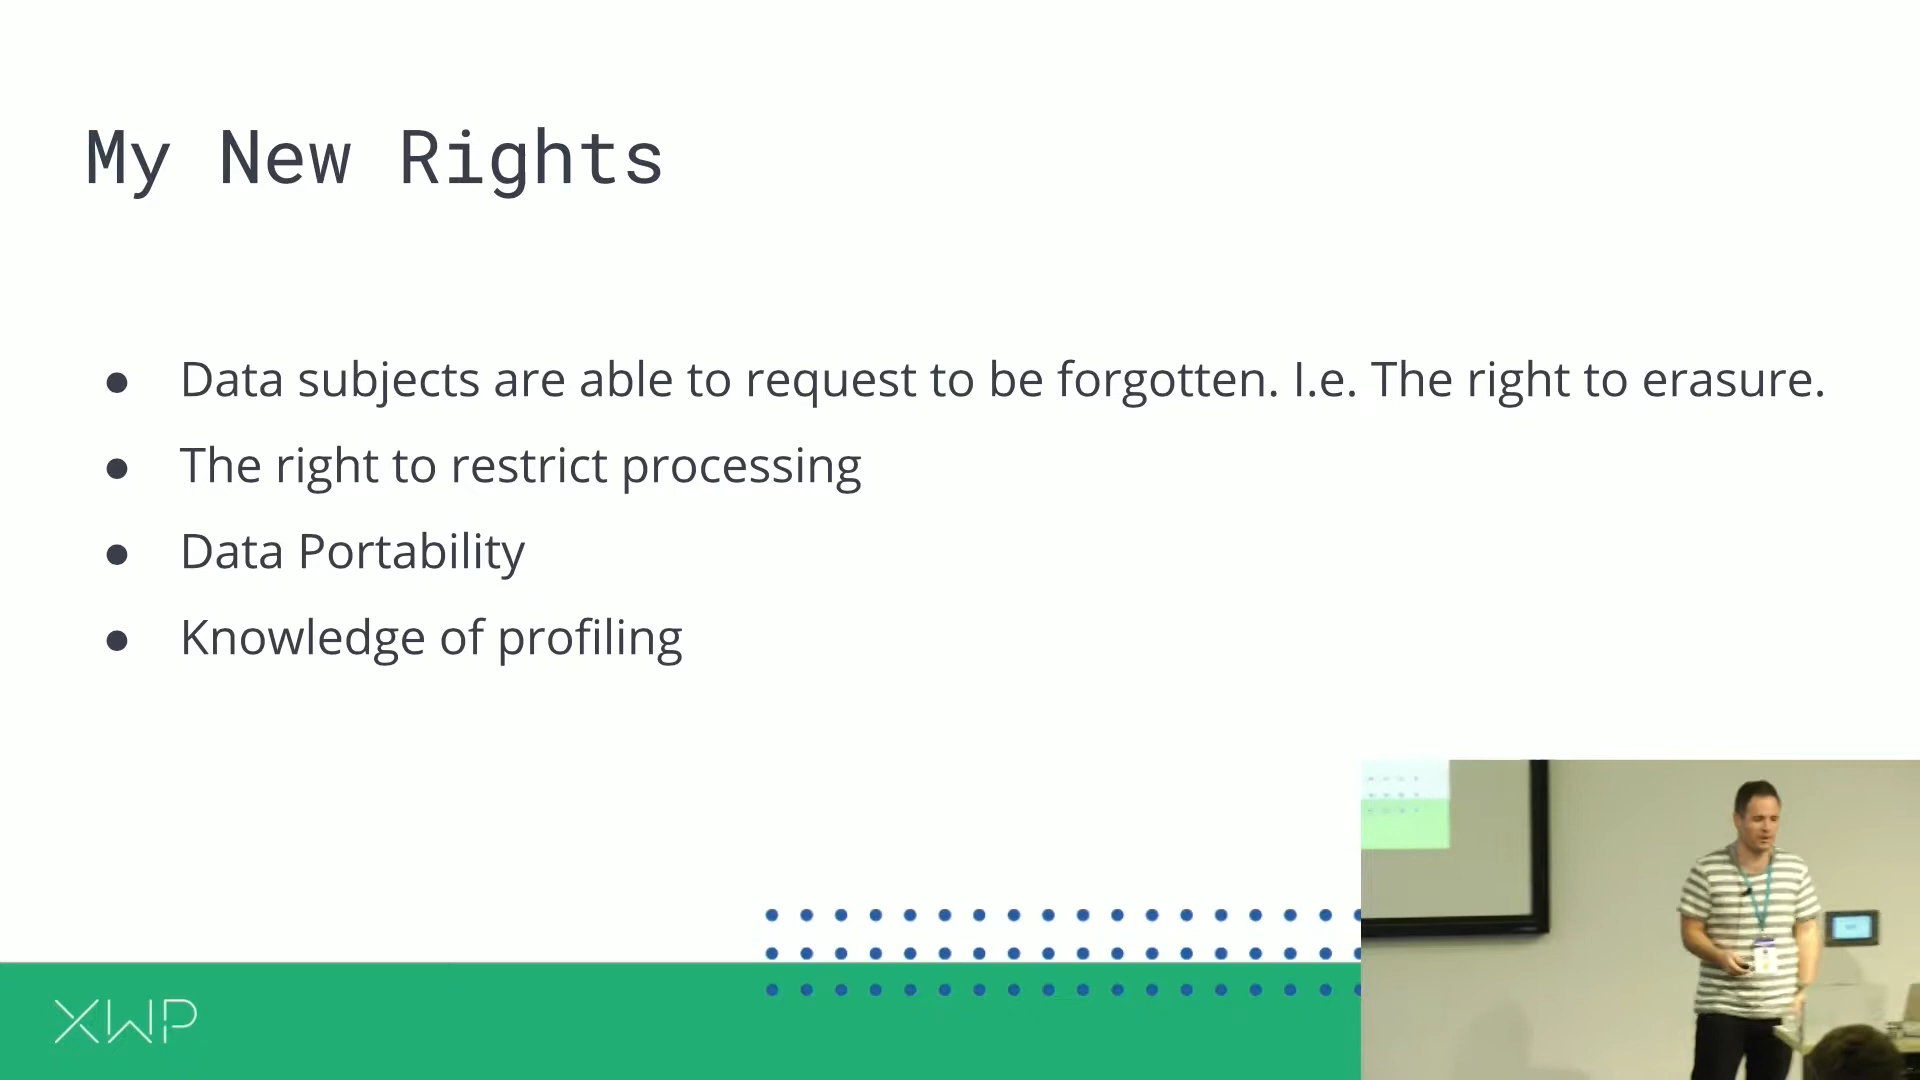 My New Rights
● Data subjects are able to request to be forgotten. I.e. The right to erasure.
● The right to restrict processing
● Data Portability
● Knowledge of profiling
XWP